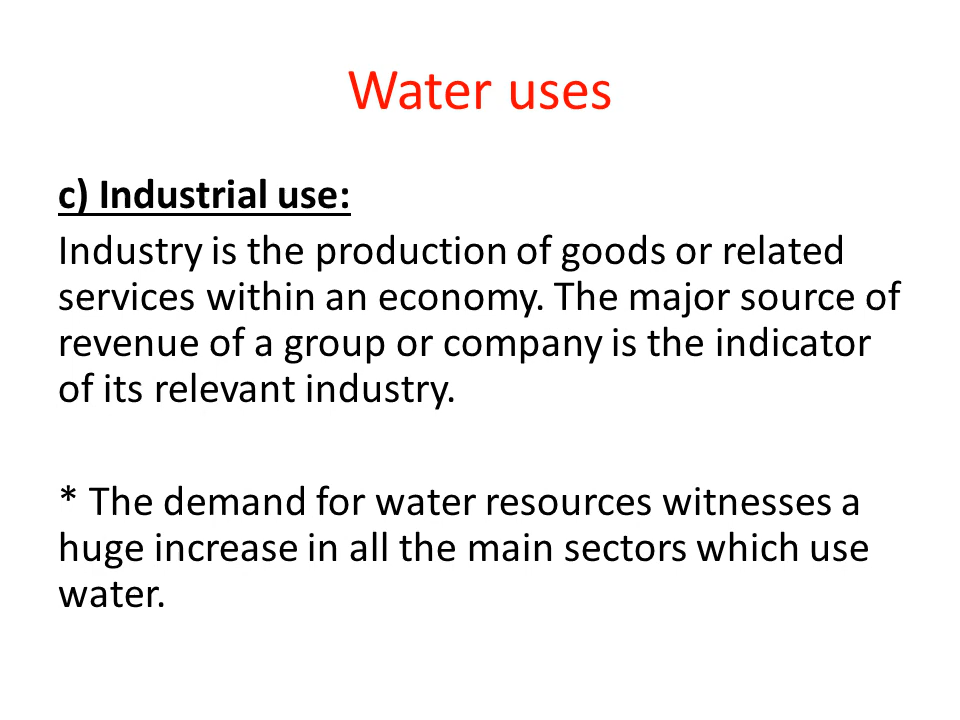 Water uses
c) Industrial use:
Industry is the production of goods or related
services within an economy. The major source of
revenue of a group or company is the indicator
of its relevant industry.
* The demand for water resources witnesses a
huge increase in all the main sectors which use
water.